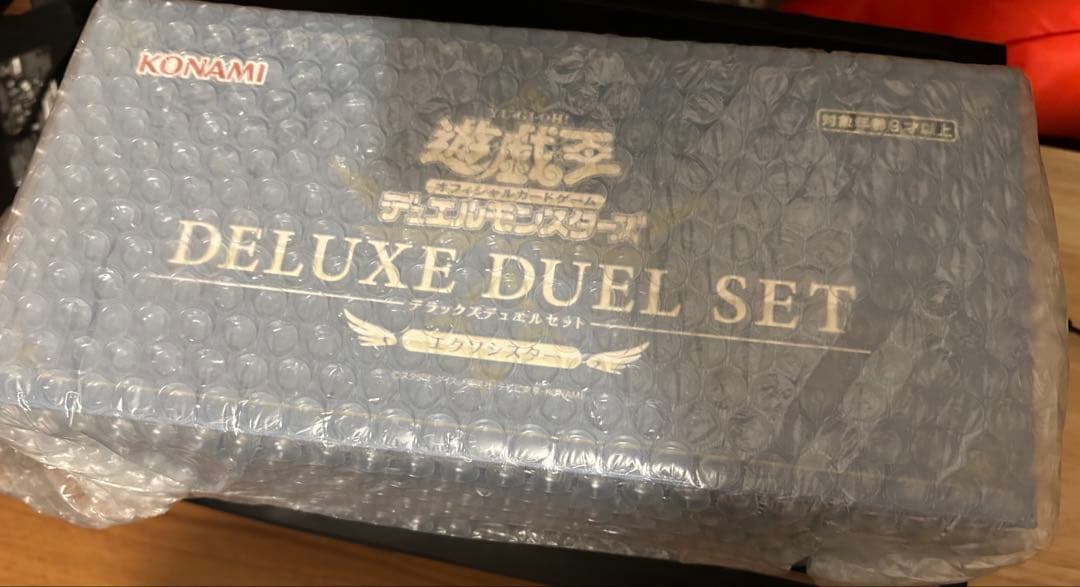 KONAMI
対象年齢9才以上
YU-GI-OH!
遊戯王
オフィシャルカードゲーム
デュエルモンスターズ
DELUXE DUEL SET
デラックスデュエルセット
エクソシスター